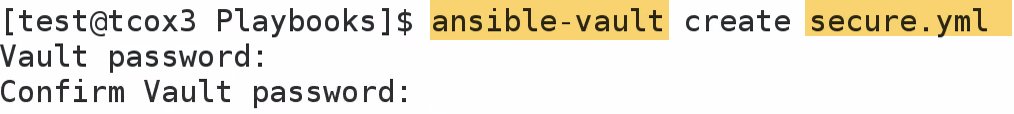 [test@tcox3 Playbooks]$ ansible-vault create secure.yml
Vault password:
Confirm Vault password: